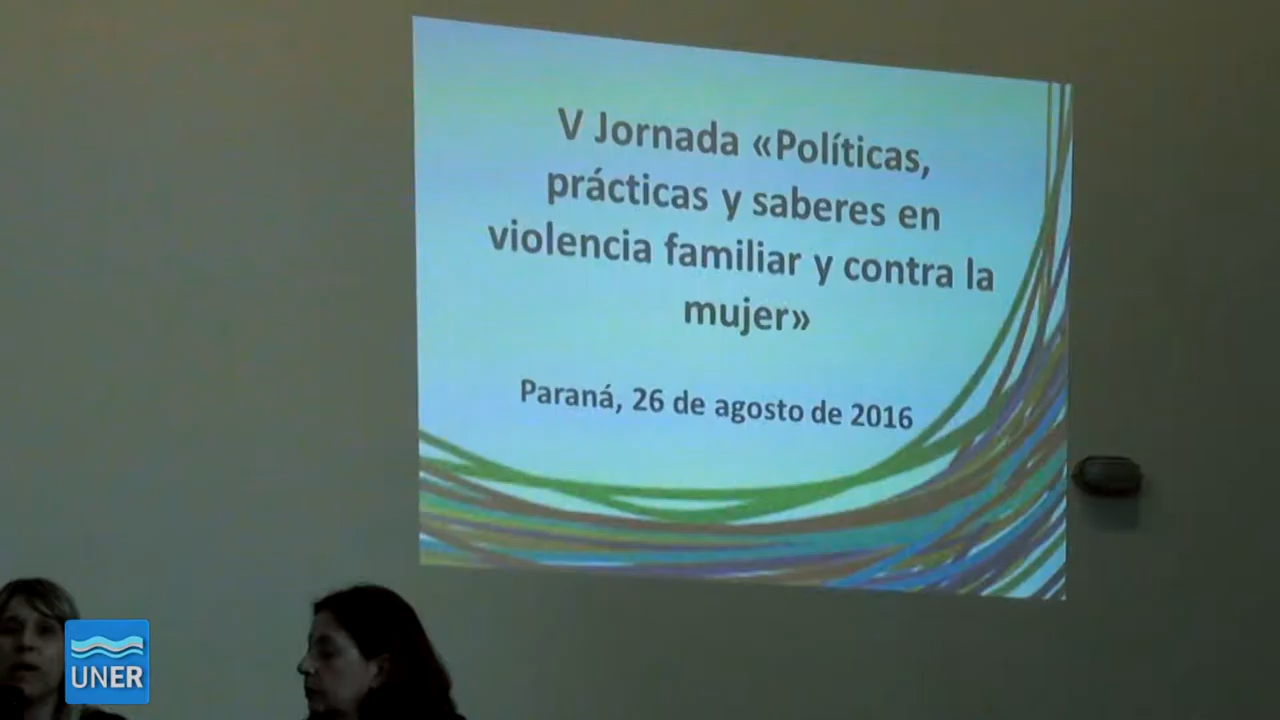 V Jornada «Políticas,
prácticas y saberes en
violencia familiar y contra la
mujer»
Paraná, 26 de agosto de 2016
UNER